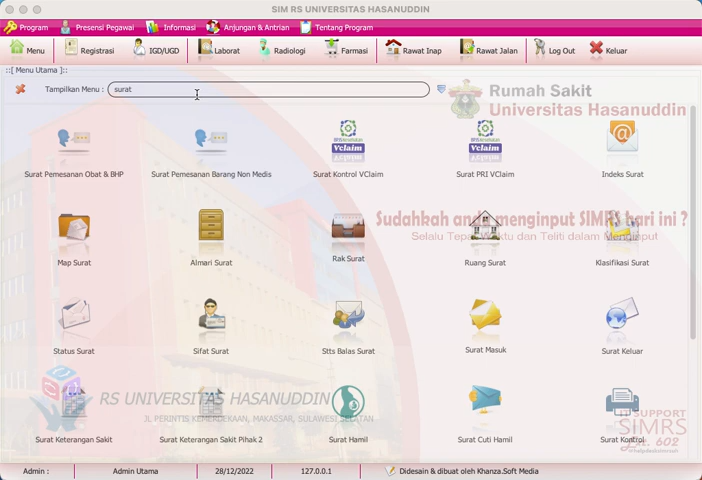 SIM RS UNIVERSITAS HASANUDDIN
Program Presensi Pegawai Informasi Anjungan & Antrian Tentang Program
Menu Registrasi IGD/UGD Laborat Radiologi Farmasi Rawat Inap Rawat Jalan Log Out Keluar
::[ Menu Utama ]::
Tampilkan Menu : surat
Rumah Sakit
Universitas Hasanuddin
Vclaim Vclaim
Surat Pemesanan Obat & BHP Surat Pemesanan Barang Non Medis Surat Kontrol VClaim Surat PRI VClaim Indeks Surat
Sudahkah anda menginput SIMRS hari ini ?
Selalu Tepat Waktu dan Teliti dalam Menginput
Map Surat Almari Surat Rak Surat Ruang Surat Klasifikasi Surat
Status Surat Sifat Surat Stts Balas Surat Surat Masuk Surat Keluar
RS UNIVERSITAS HASANUDDIN
JL PERINTIS KEMERDEKAAN, MAKASSAR, SULAWESI SELATAN
IT SUPPORT
SIMRS
Est. 602
Surat Keterangan Sakit Surat Keterangan Sakit Pihak 2 Surat Hamil Surat Cuti Hamil Surat Kontrol
Admin : Admin Utama 28/12/2022 127.0.0.1 Didesain & dibuat oleh Khanza.Soft Media